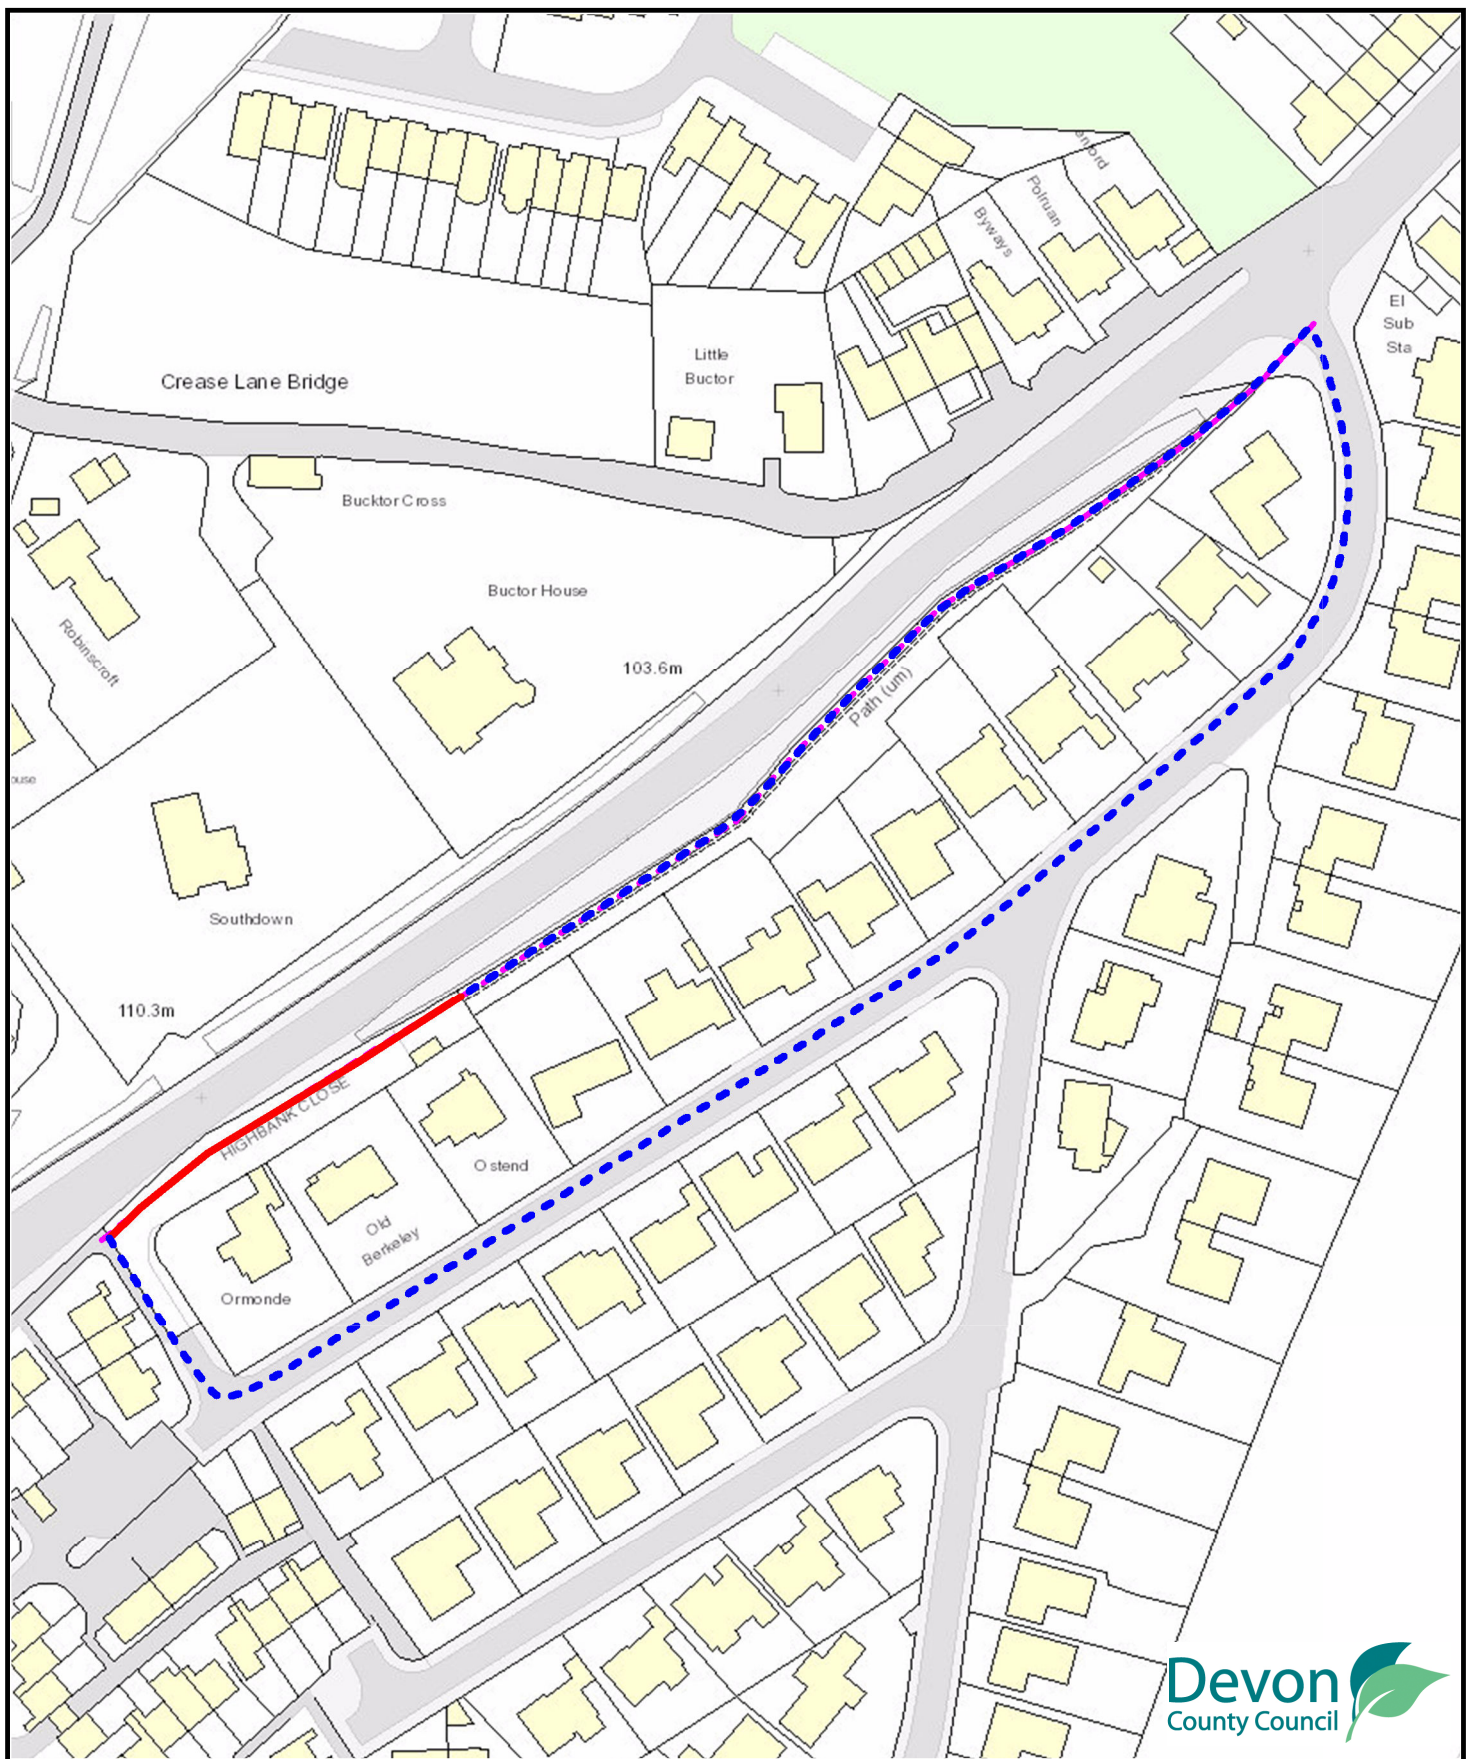 Polruan
Byways
El
Sub
Sta
Little
Buctor
Crease Lane Bridge
Bucktor Cross
Buctor House
Robinscroft
103.6m
Path (um)
Southdown
110.3m
HIGHBANK CLOSE
Ostend
Old
Berkeley
Ormonde
Devon
County Council